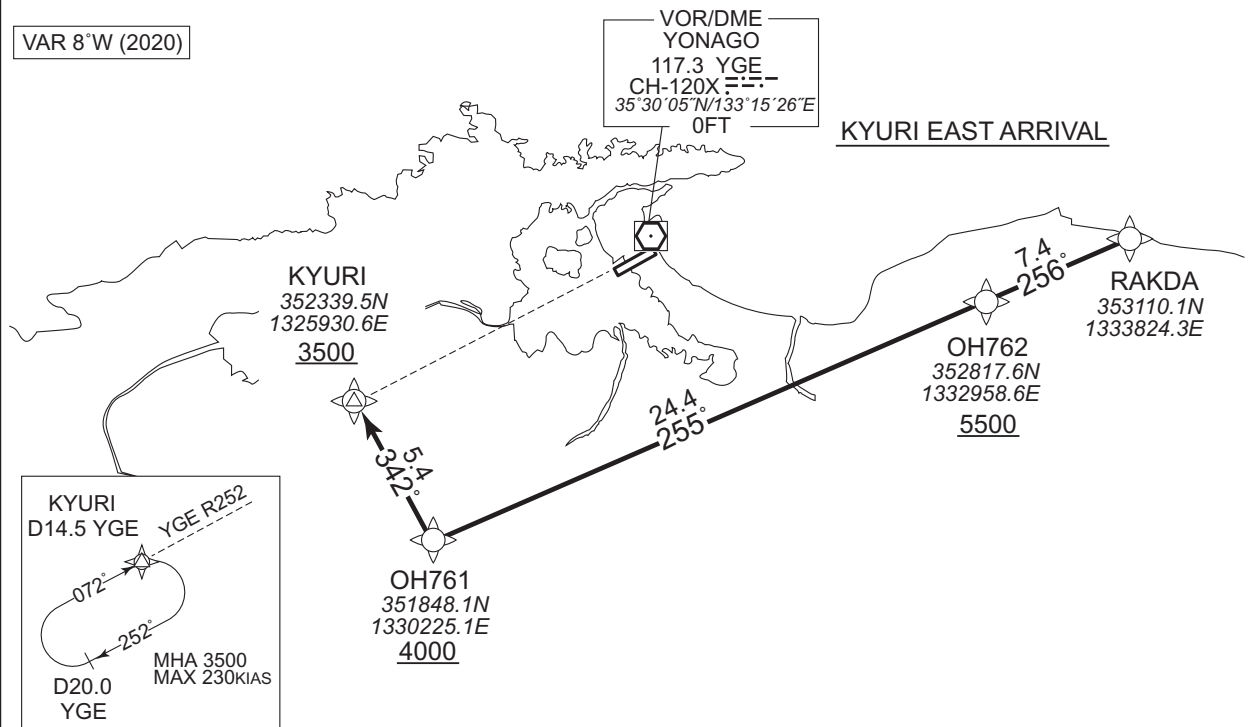 VAR 8˚W (2020)
VOR/DME
YONAGO
117.3 YGE
CH-120X
35˚30´05˝N/133˚15´26˝E
0FT
KYURI EAST ARRIVAL
KYURI
352339.5N
1325930.6E
3500
7.4
256˚
RAKDA
353110.1N
1333824.3E
OH762
352817.6N
1332958.6E
5500
24.4
255˚
5.4
342˚
OH761
351848.1N
1330225.1E
4000
KYURI
D14.5 YGE
YGE R252
072˚
252˚
MHA 3500
MAX 230KIAS
D20.0
YGE